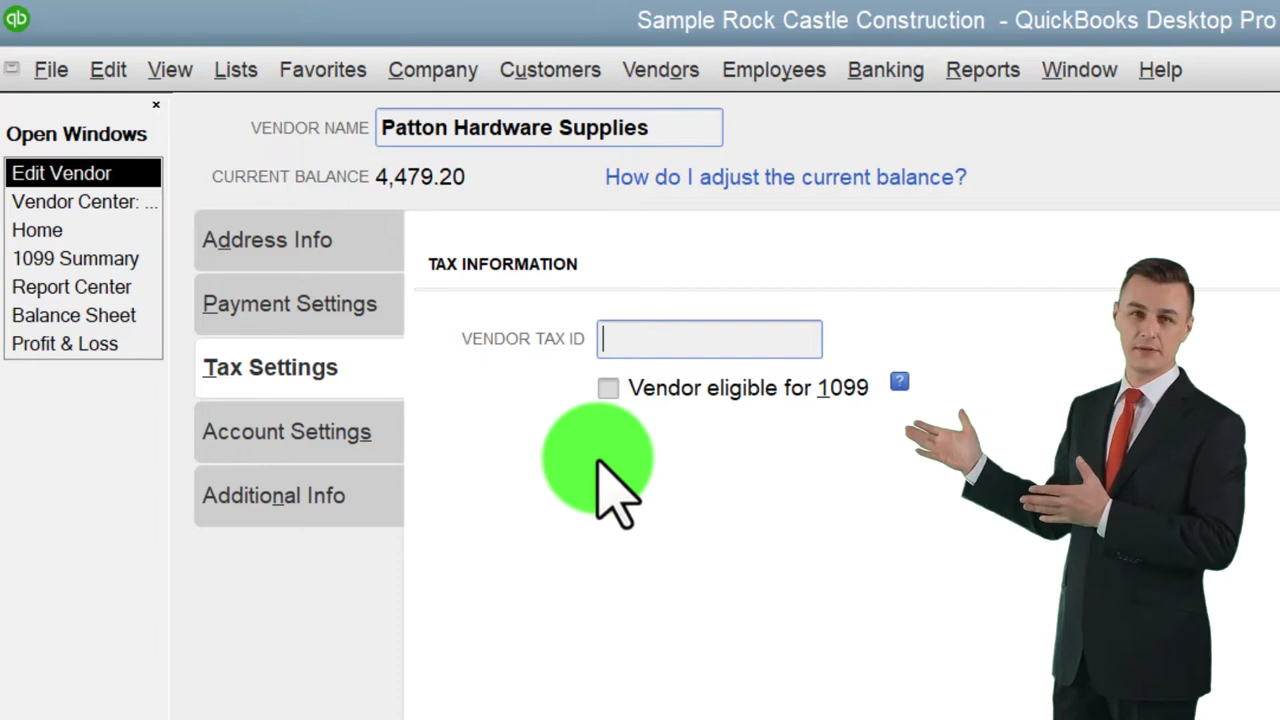 qb
Sample Rock Castle Construction - QuickBooks Desktop Pro
File Edit View Lists Favorites Company Customers Vendors Employees Banking Reports Window Help
×
Open Windows
Edit Vendor
Vendor Center: ...
Home
1099 Summary
Report Center
Balance Sheet
Profit & Loss
VENDOR NAME Patton Hardware Supplies
CURRENT BALANCE 4,479.20 How do I adjust the current balance?
Address Info
Payment Settings
Tax Settings
Account Settings
Additional Info
TAX INFORMATION
VENDOR TAX ID
Vendor eligible for 1099 ?